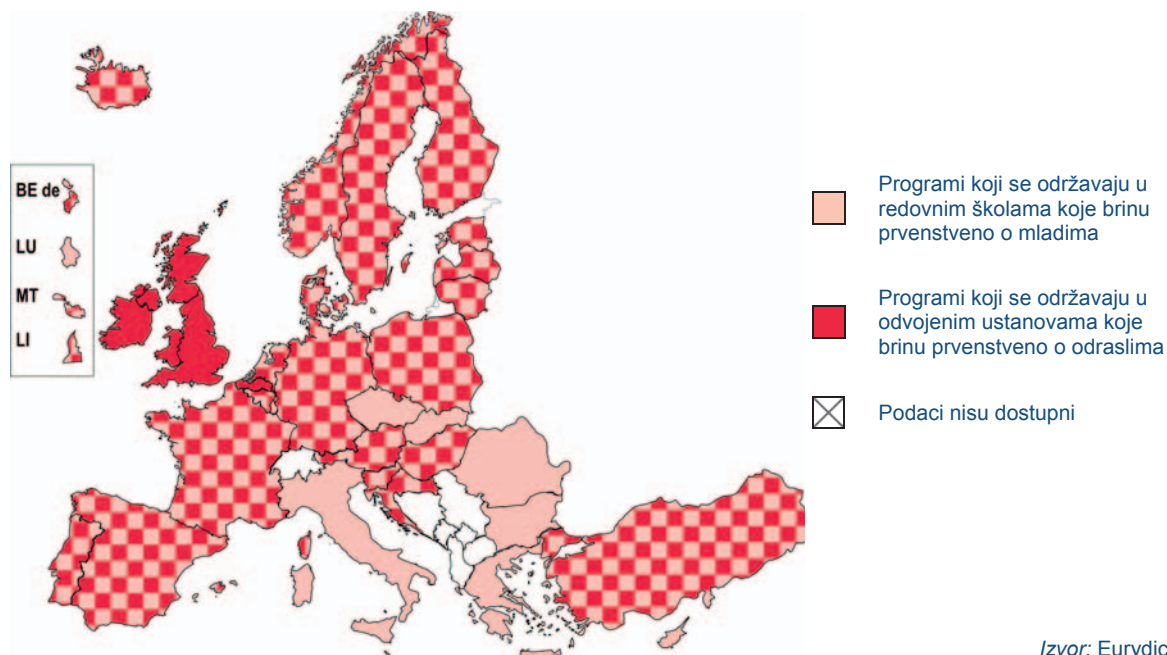 BE de
LU
MT
LI
Programi koji se održavaju u
redovnim školama koje brinu
prvenstveno o mladima
Programi koji se održavaju u
odvojenim ustanovama koje
brinu prvenstveno o odraslima
Podaci nisu dostupni
Izvor: Eurydic